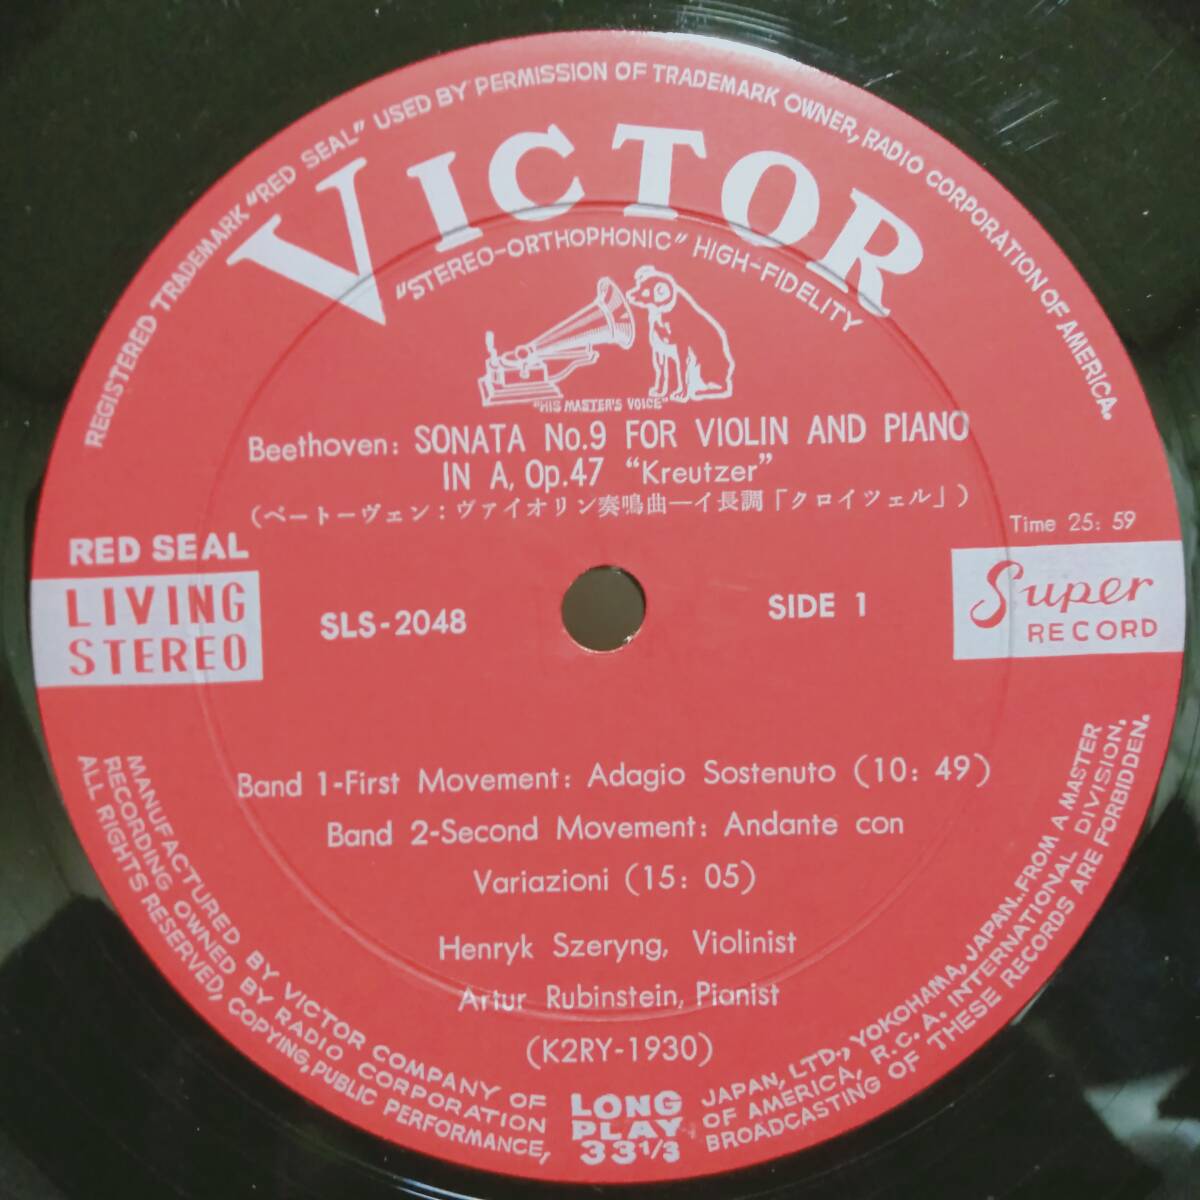 REGISTERED TRADEMARK "RED SEAL" USED BY PERMISSION OF TRADEMARK OWNER, RADIO CORPORATION OF AMERICA.
VICTOR
"STEREO-ORTHOPHONIC" HIGH-FIDELITY
"HIS MASTER'S VOICE"
Beethoven: SONATA No.9 FOR VIOLIN AND PIANO
IN A, Op.47 "Kreutzer"
(ベートーヴェン:ヴァイオリン奏鳴曲―イ長調「クロイツェル」)
Time 25: 59
RED SEAL
LIVING
STEREO
SLS-2048
SIDE 1
Super
RECORD
Band 1-First Movement: Adagio Sostenuto (10: 49)
Band 2-Second Movement: Andante con
Variazioni (15: 05)
Henryk Szeryng, Violinist
Artur Rubinstein, Pianist
(K2RY-1930)
MANUFACTURED BY VICTOR COMPANY OF JAPAN, LTD., YOKOHAMA, JAPAN..FROM A MASTER
RECORDING OWNED BY RADIO CORPORATION OF AMERICA, R.C.A. INTERNATIONAL DIVISION.
ALL RIGHTS RESERVED, COPYING, PUBLIC PERFORMANCE, BROADCASTING OF THESE RECORDS ARE FORBIDDEN.
LONG
PLAY
33 1/3